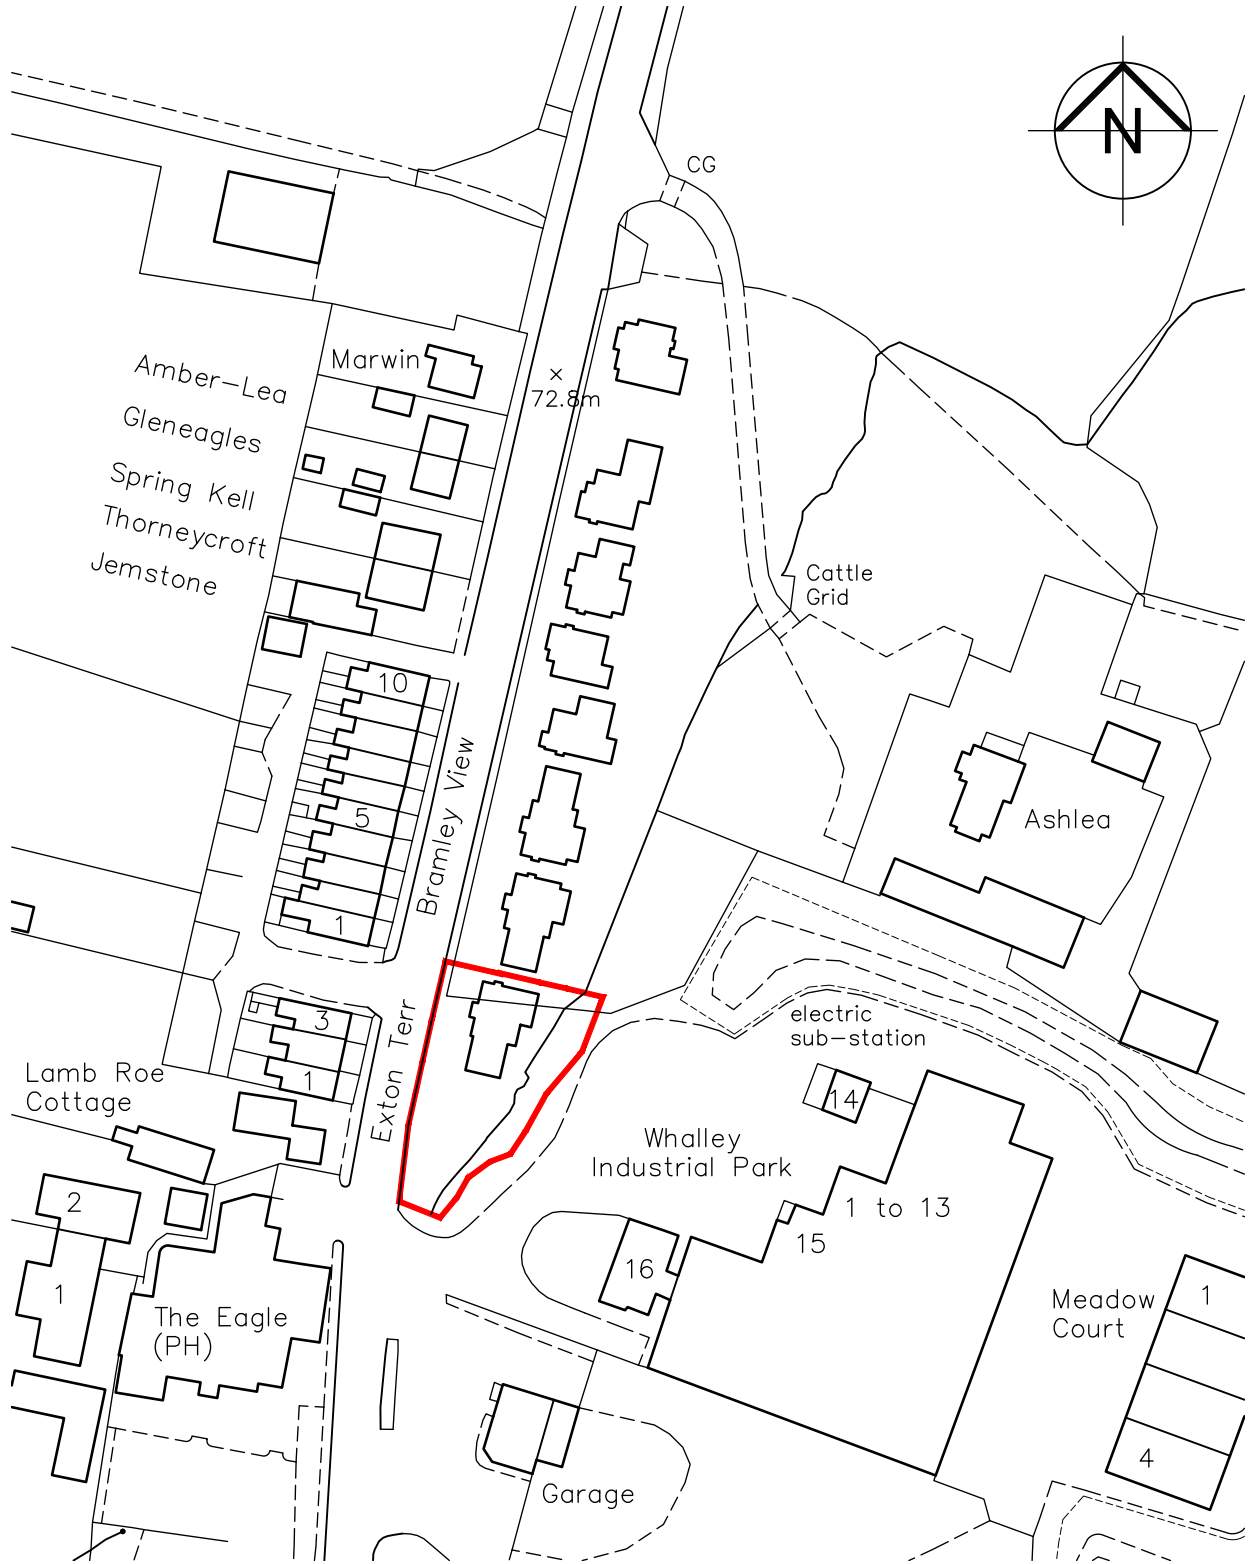 N
CG
Marwin
Amber-Lea
72.8m
Gleneagles
Spring Kell
Thorneycroft
Jemstone
Cattle
Grid
10
5
1
Bramley View
Ashlea
3
1
Exton Terr
electric
sub-station
Lamb Roe
Cottage
14
Whalley
Industrial Park
2
1
1 to 13
15
16
The Eagle
(PH)
Meadow
Court
1
4
Garage